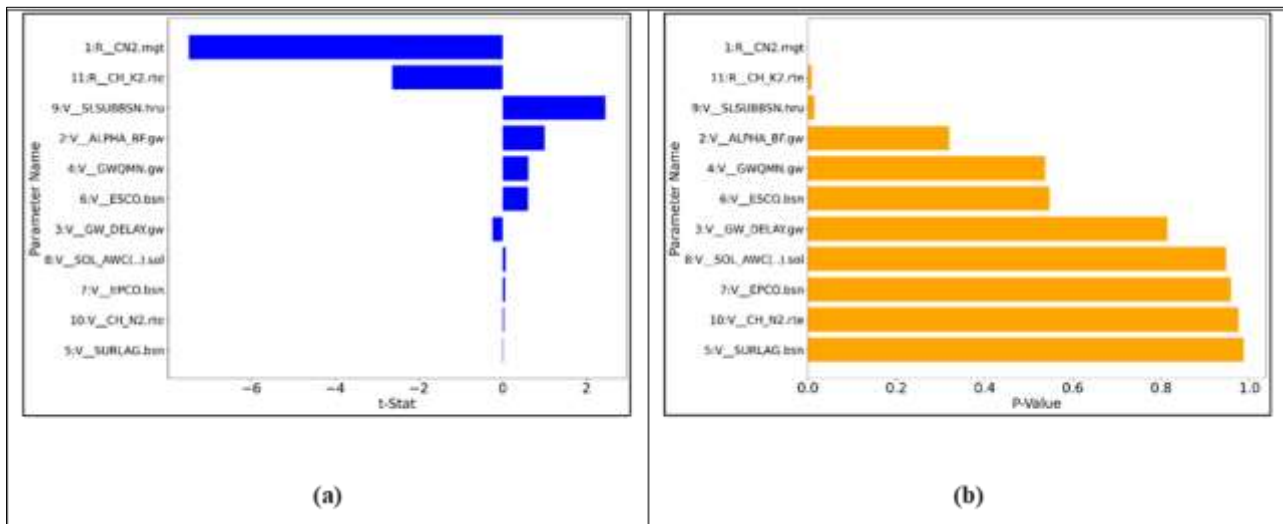 1:R__CN2.mgt
11:R__CH_K2.rte
9:V__SLSUBBSN.hru
2:V__ALPHA_BF.gw
4:V__GWQMN.gw
6:V__ESCO.bsn
3:V__GW_DELAY.gw
8:V__SOL_AWC(..).sol
7:V__EPCO.bsn
10:V__CH_N2.rte
5:V__SURLAG.bsn
Parameter Name
−6 −4 −2 0 2
t-Stat
(a)
1:R__CN2.mgt
11:R__CH_K2.rte
9:V__SLSUBBSN.hru
2:V__ALPHA_BF.gw
4:V__GWQMN.gw
6:V__ESCO.bsn
3:V__GW_DELAY.gw
8:V__SOL_AWC(..).sol
7:V__EPCO.bsn
10:V__CH_N2.rte
5:V__SURLAG.bsn
Parameter Name
0.0 0.2 0.4 0.6 0.8 1.0
P-Value
(b)